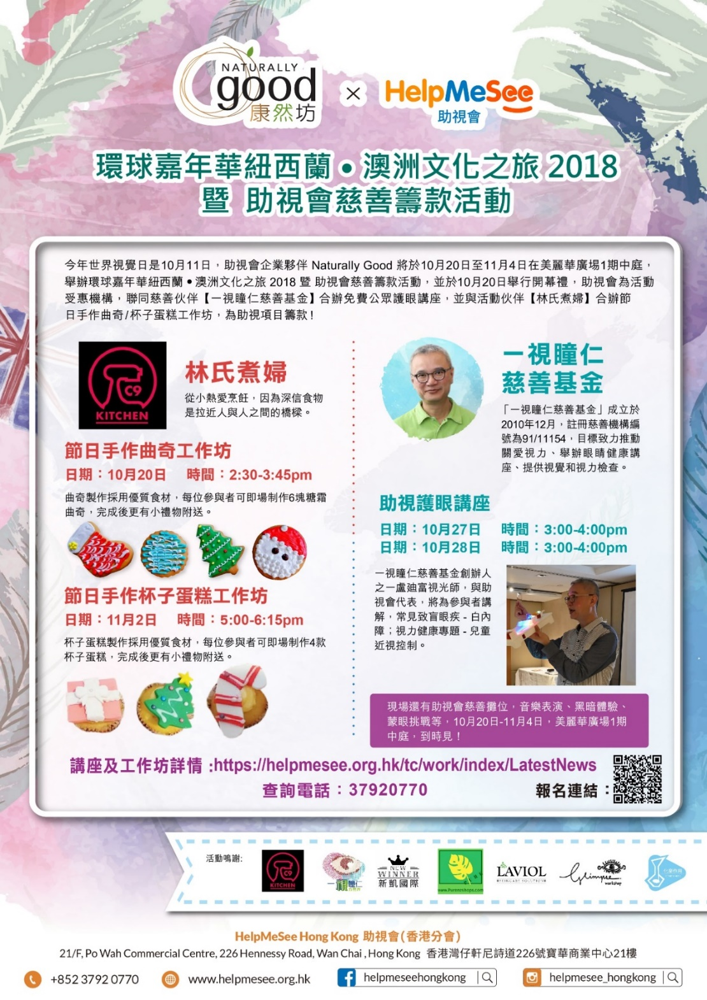 NATURALLY
good
康然坊
×
HelpMeSee
助視會
環球嘉年華紐西蘭 • 澳洲文化之旅 2018
暨 助視會慈善籌款活動
今年世界視覺日是10月11日，助視會企業夥伴 Naturally Good 將於10月20日至11月4日在美麗華廣場1期中庭，
舉辦環球嘉年華紐西蘭 • 澳洲文化之旅 2018 暨 助視會慈善籌款活動，並於10月20日舉行開幕禮，助視會為活動
受惠機構，聯同慈善伙伴【一視瞳仁慈善基金】合辦免費公眾護眼講座，並與活動伙伴【林氏煮婦】合辦節
日手作曲奇/杯子蛋糕工作坊，為助視項目籌款！
C9
KITCHEN
林氏煮婦
從小熱愛烹飪，因為深信食物
是拉近人與人之間的橋樑。
節日手作曲奇工作坊
日期：10月20日 時間：2:30-3:45pm
曲奇製作採用優質食材，每位參與者可即場制作6塊糖霜
曲奇，完成後更有小禮物附送。
節日手作杯子蛋糕工作坊
日期：11月2日 時間：5:00-6:15pm
杯子蛋糕製作採用優質食材，每位參與者可即場制作4款
杯子蛋糕，完成後更有小禮物附送。
一視瞳仁
慈善基金
「一視瞳仁慈善基金」成立於
2010年12月，註冊慈善機構編
號為91/11154，目標致力推動
關愛視力、舉辦眼睛健康講
座、提供視覺和視力檢查。
助視護眼講座
日期：10月27日 時間：3:00-4:00pm
日期：10月28日 時間：3:00-4:00pm
一視瞳仁慈善基金創辦人
之一盧迪富視光師，與助
視會代表，將為參與者講
解，常見致盲眼疾 - 白內
障；視力健康專題 - 兒童
近視控制。
現場還有助視會慈善攤位，音樂表演、黑暗體驗、
蒙眼挑戰等，10月20日-11月4日，美麗華廣場1期
中庭，到時見！
講座及工作坊詳情 :https://helpmesee.org.hk/tc/work/index/LatestNews
查詢電話：37920770
報名連結：
活動鳴謝:
C9
KITCHEN
一視瞳仁
NEW
WINNER
新凱國際
www.Purenzshops.com
LAVIOL
SKINCARE SOLUTIONS
Glimpse
workshop
HelpMeSee Hong Kong 助視會(香港分會)
21/F, Po Wah Commercial Centre, 226 Hennessy Road, Wan Chai , Hong Kong 香港灣仔軒尼詩道226號寶華商業中心21樓
+852 3792 0770
www.helpmesee.org.hk
helpmeseehongkong
helpmesee_hongkong